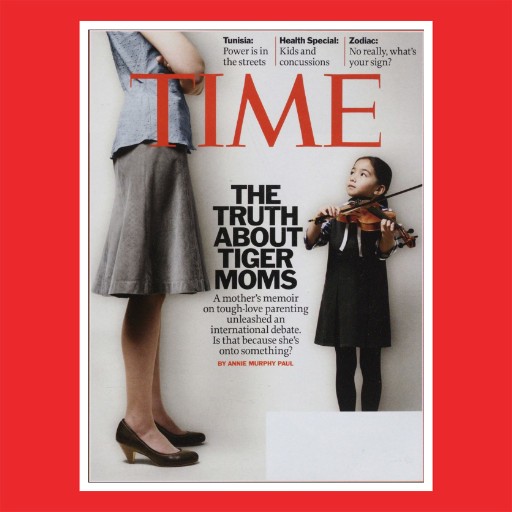 Tunisia:
Power is in
the streets
Health Special:
Kids and
concussions
Zodiac:
No really, what's
your sign?
TIME
THE
TRUTH
ABOUT
TIGER
MOMS
A mother's memoir
on tough-love parenting
unleashed an
international debate.
Is that because she's
onto something?
BY ANNIE MURPHY PAUL